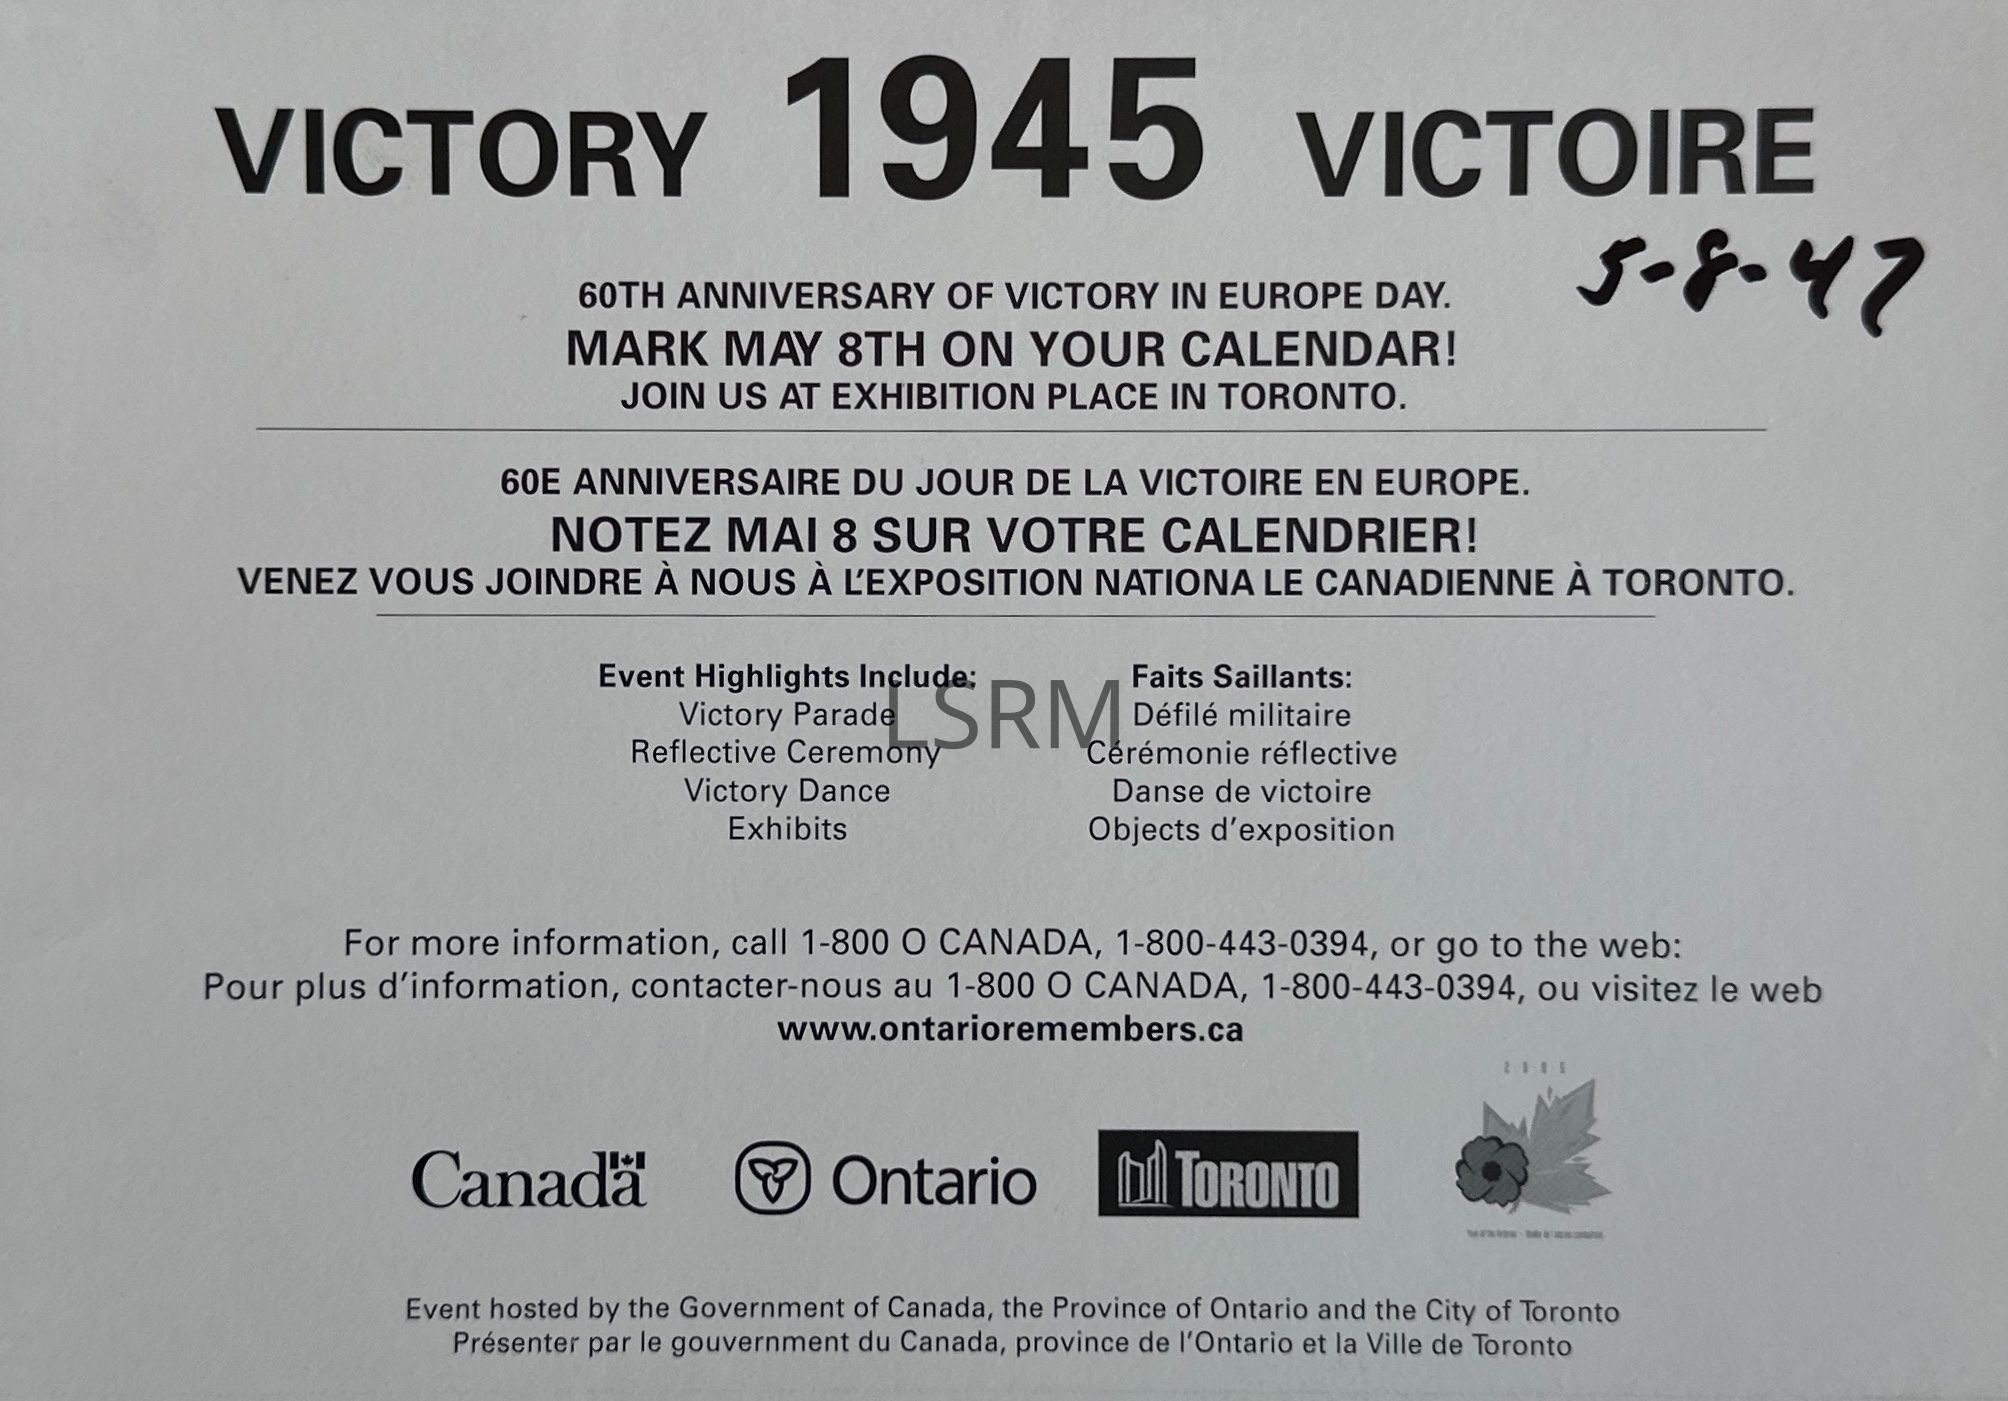 VICTORY 1945 VICTOIRE
5-8-47
60TH ANNIVERSARY OF VICTORY IN EUROPE DAY.
MARK MAY 8TH ON YOUR CALENDAR!
JOIN US AT EXHIBITION PLACE IN TORONTO.
60E ANNIVERSAIRE DU JOUR DE LA VICTOIRE EN EUROPE.
NOTEZ MAI 8 SUR VOTRE CALENDRIER!
VENEZ VOUS JOINDRE À NOUS À L'EXPOSITION NATIONA LE CANADIENNE À TORONTO.
Event Highlights Include:
Victory Parade
Reflective Ceremony
Victory Dance
Exhibits
Faits Saillants:
Défilé militaire
Cérémonie réflective
Danse de victoire
Objects d'exposition
LSRM
For more information, call 1-800 O CANADA, 1-800-443-0394, or go to the web:
Pour plus d'information, contacter-nous au 1-800 O CANADA, 1-800-443-0394, ou visitez le web
www.ontarioremembers.ca
Canada
Ontario
TORONTO
2005
Event hosted by the Government of Canada, the Province of Ontario and the City of Toronto
Présenter par le gouvernment du Canada, province de l'Ontario et la Ville de Toronto